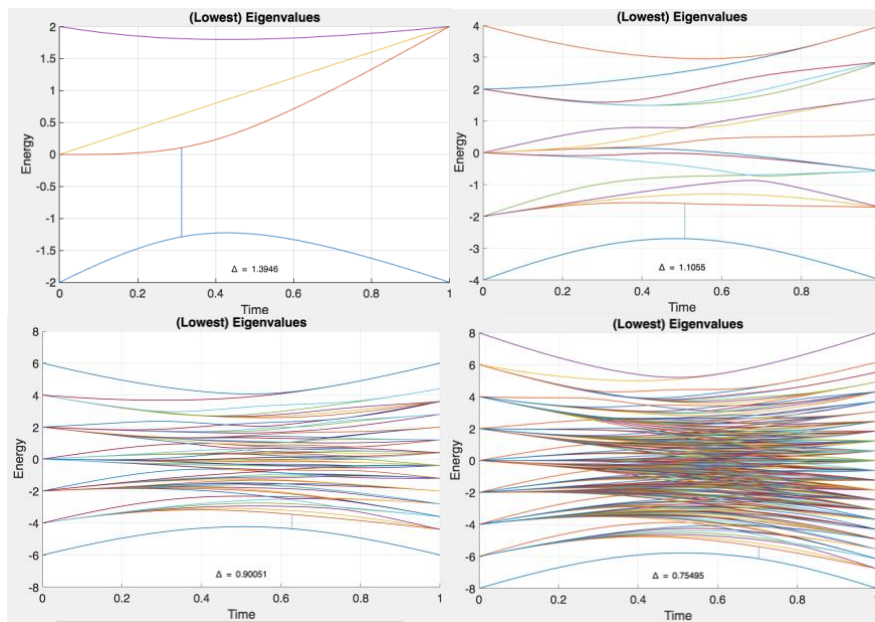 (Lowest) Eigenvalues
2
1.5
1
0.5
0
-0.5
-1
-1.5
-2
Energy
0 0.2 0.4 0.6 0.8 1
Time
Δ = 1.3946
(Lowest) Eigenvalues
4
3
2
1
0
-1
-2
-3
-4
Energy
0 0.2 0.4 0.6 0.8
Time
Δ = 1.1055
(Lowest) Eigenvalues
8
6
4
2
0
-2
-4
-6
-8
Energy
0 0.2 0.4 0.6 0.8 1
Time
Δ = 0.90051
(Lowest) Eigenvalues
8
6
4
2
0
-2
-4
-6
-8
Energy
0 0.2 0.4 0.6 0.8 1
Time
Δ = 0.75495